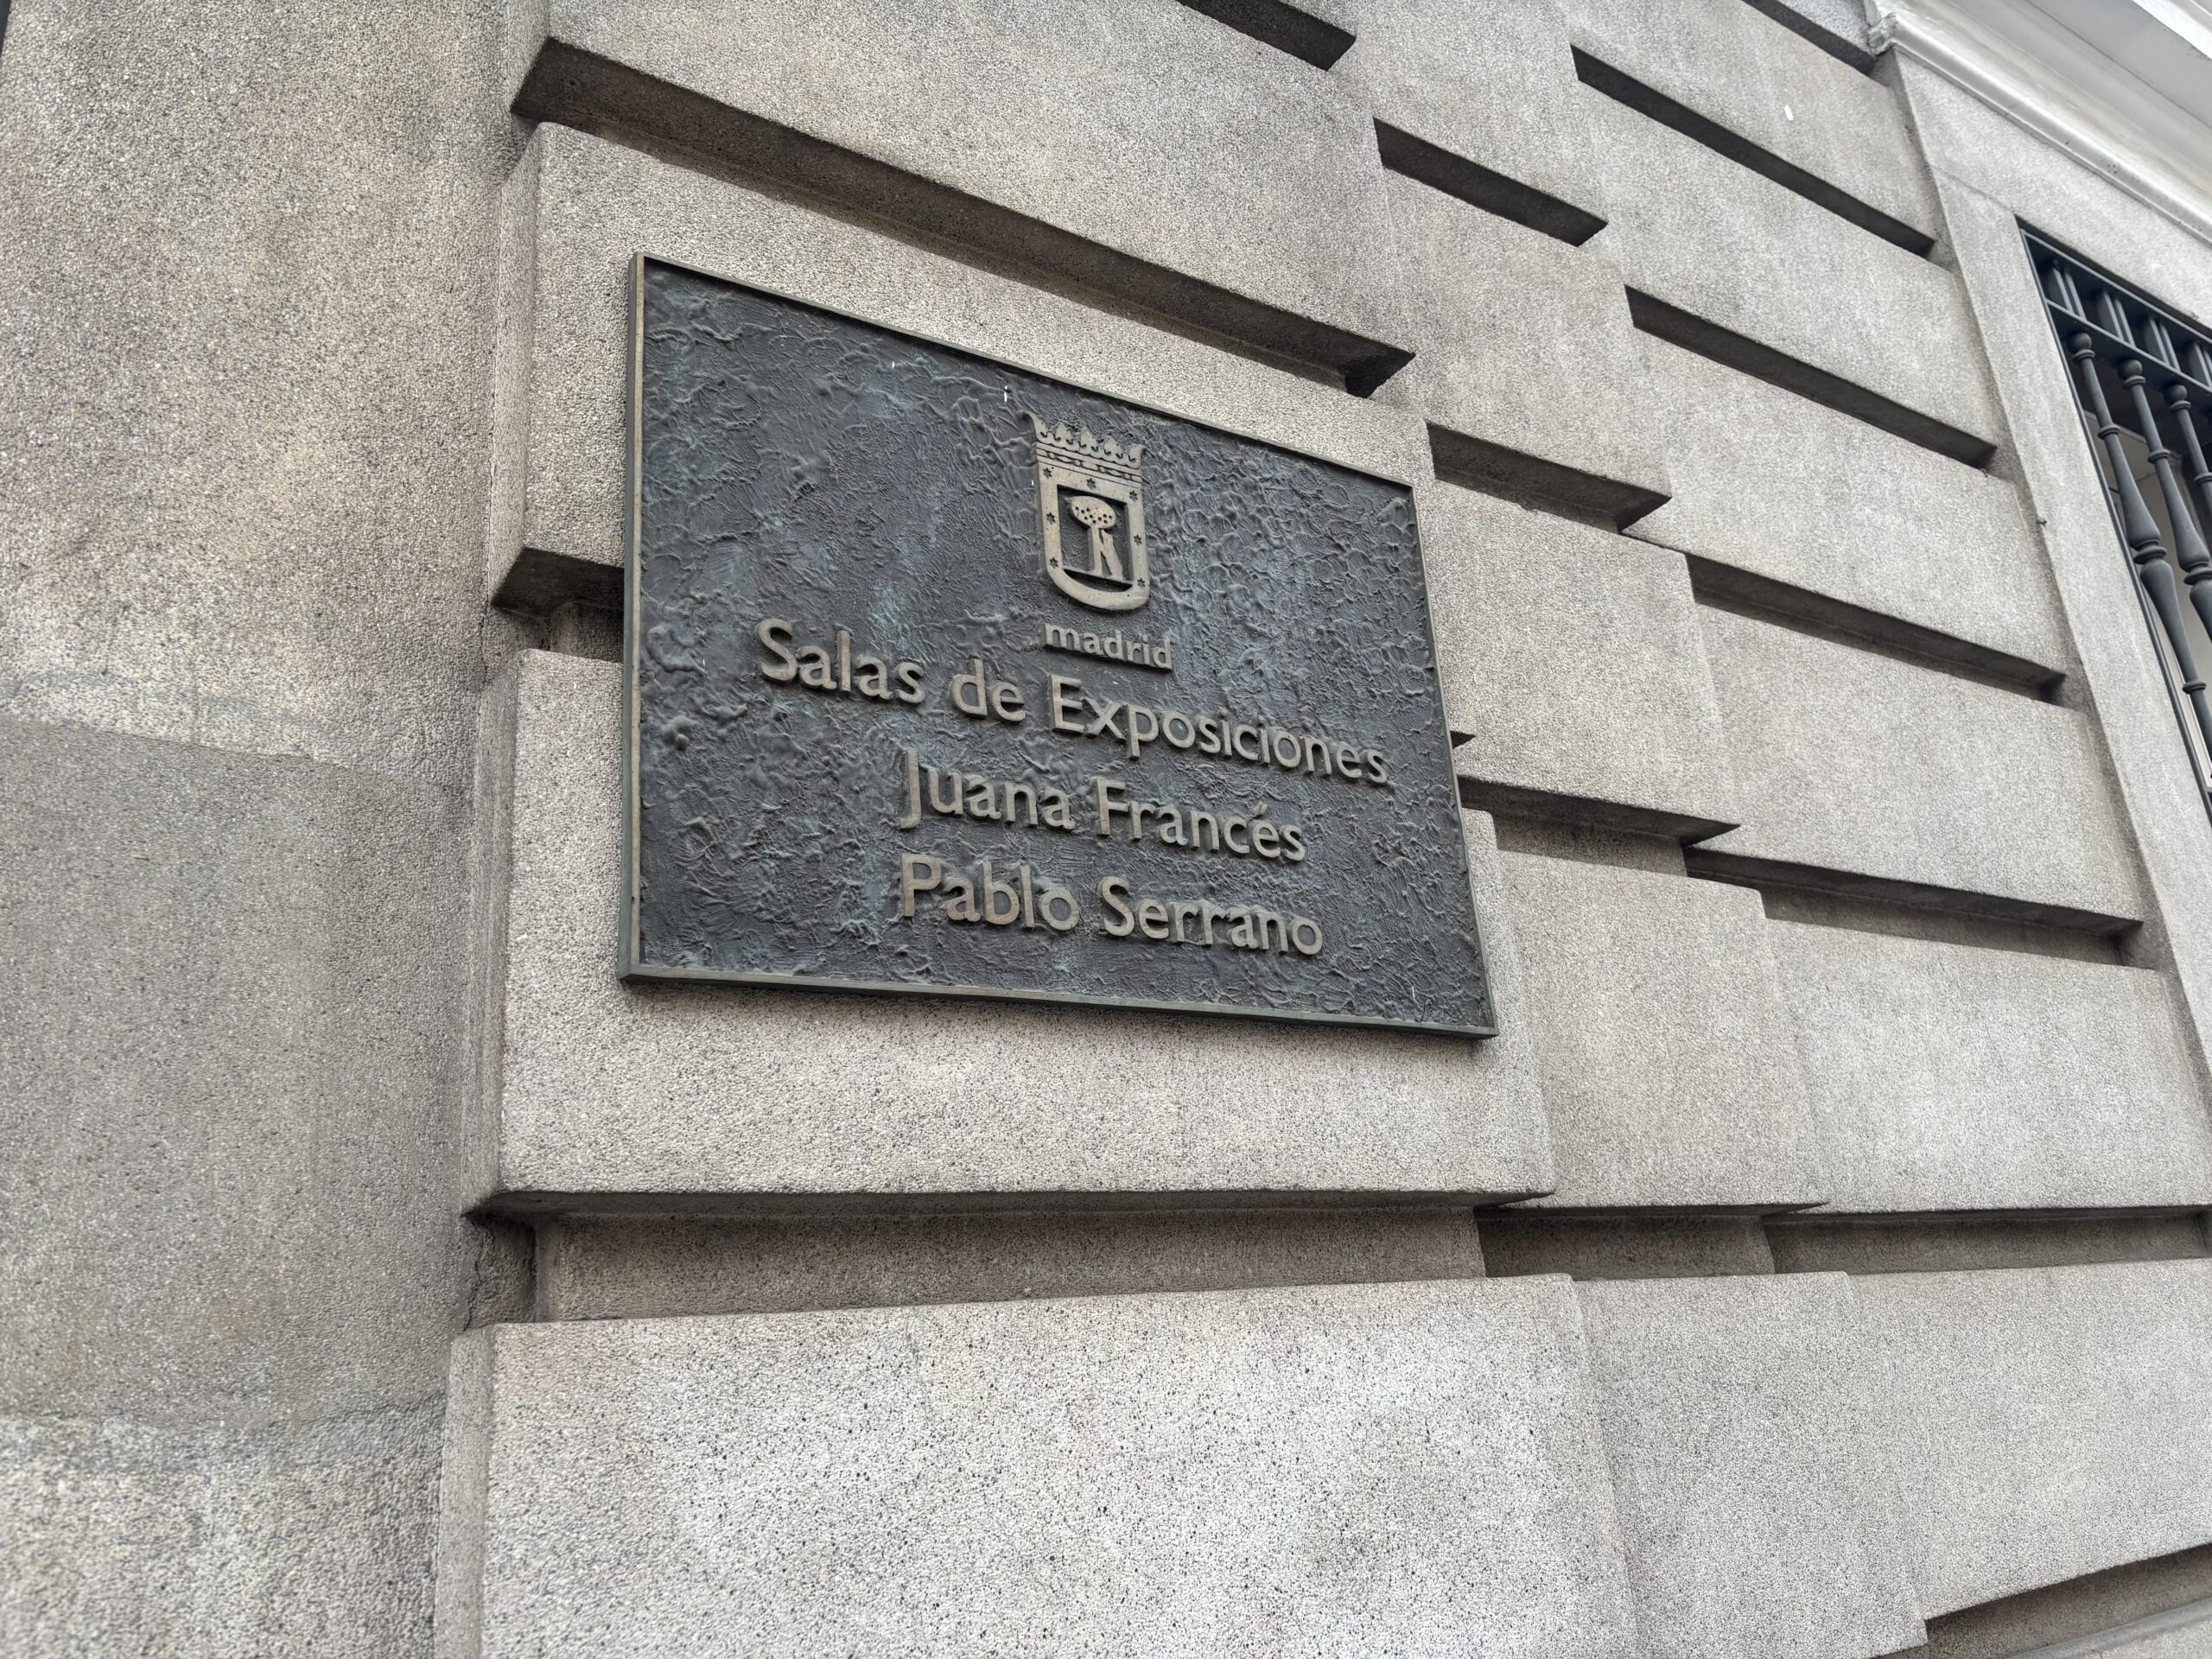 madrid
Salas de Exposiciones
Juana Francés
Pablo Serrano